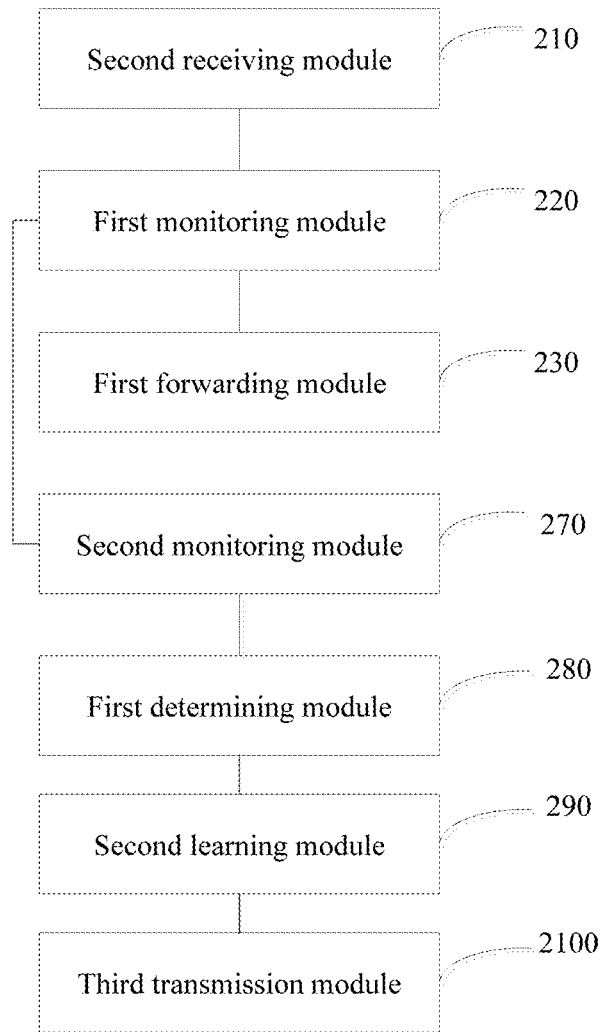 Second receiving module
210
First monitoring module
220
First forwarding module
230
Second monitoring module
270
First determining module
280
Second learning module
290
Third transmission module
2100